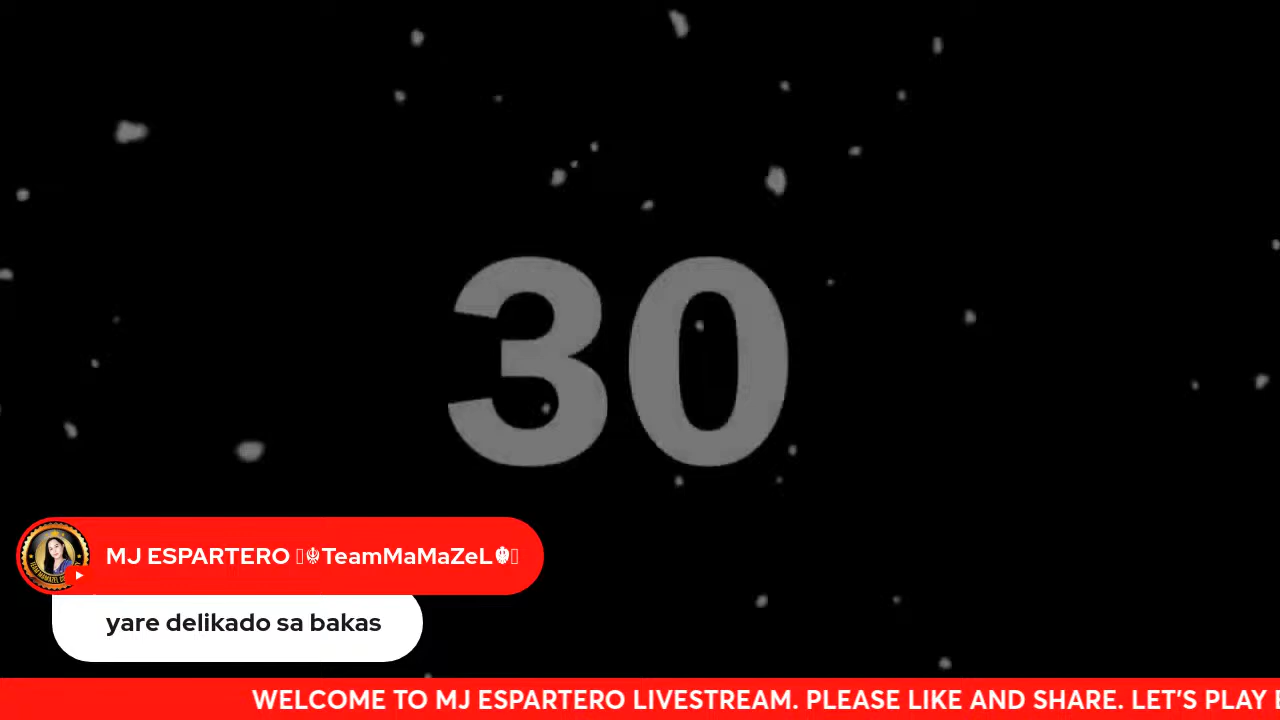 30
MJ ESPARTERO ☬TeamMaMaZeL☬
yare delikado sa bakas
WELCOME TO MJ ESPARTERO LIVESTREAM. PLEASE LIKE AND SHARE. LET'S PLAY